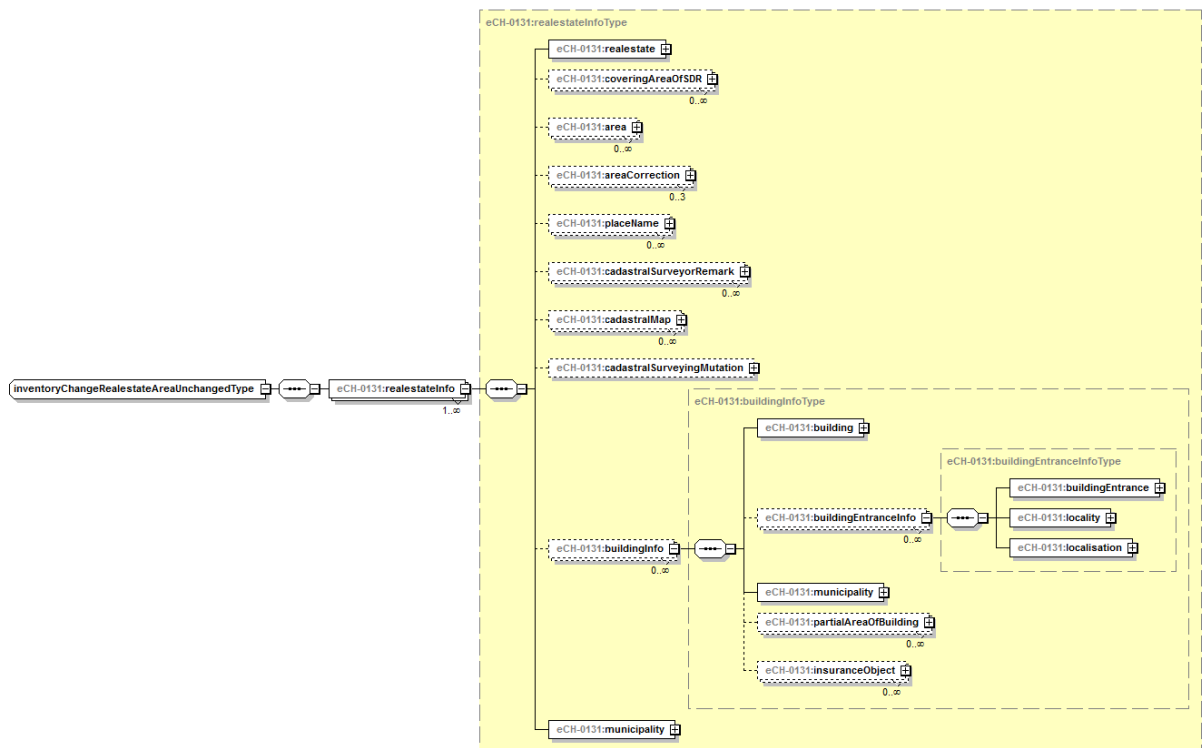 eCH-0131:realestateInfoType
eCH-0131:realestate
eCH-0131:coveringAreaOfSDR
0..∞
eCH-0131:area
0..∞
eCH-0131:areaCorrection
0..3
eCH-0131:placeName
0..∞
eCH-0131:cadastralSurveyorRemark
0..∞
eCH-0131:cadastralMap
0..∞
eCH-0131:cadastralSurveyingMutation
inventoryChangeRealestateAreaUnchangedType
eCH-0131:realestateInfo
1..∞
eCH-0131:buildingInfoType
eCH-0131:building
eCH-0131:buildingEntranceInfoType
eCH-0131:buildingEntrance
eCH-0131:buildingEntranceInfo
0..∞
eCH-0131:locality
eCH-0131:localisation
eCH-0131:buildingInfo
0..∞
eCH-0131:municipality
eCH-0131:partialAreaOfBuilding
0..∞
eCH-0131:insuranceObject
0..∞
eCH-0131:municipality